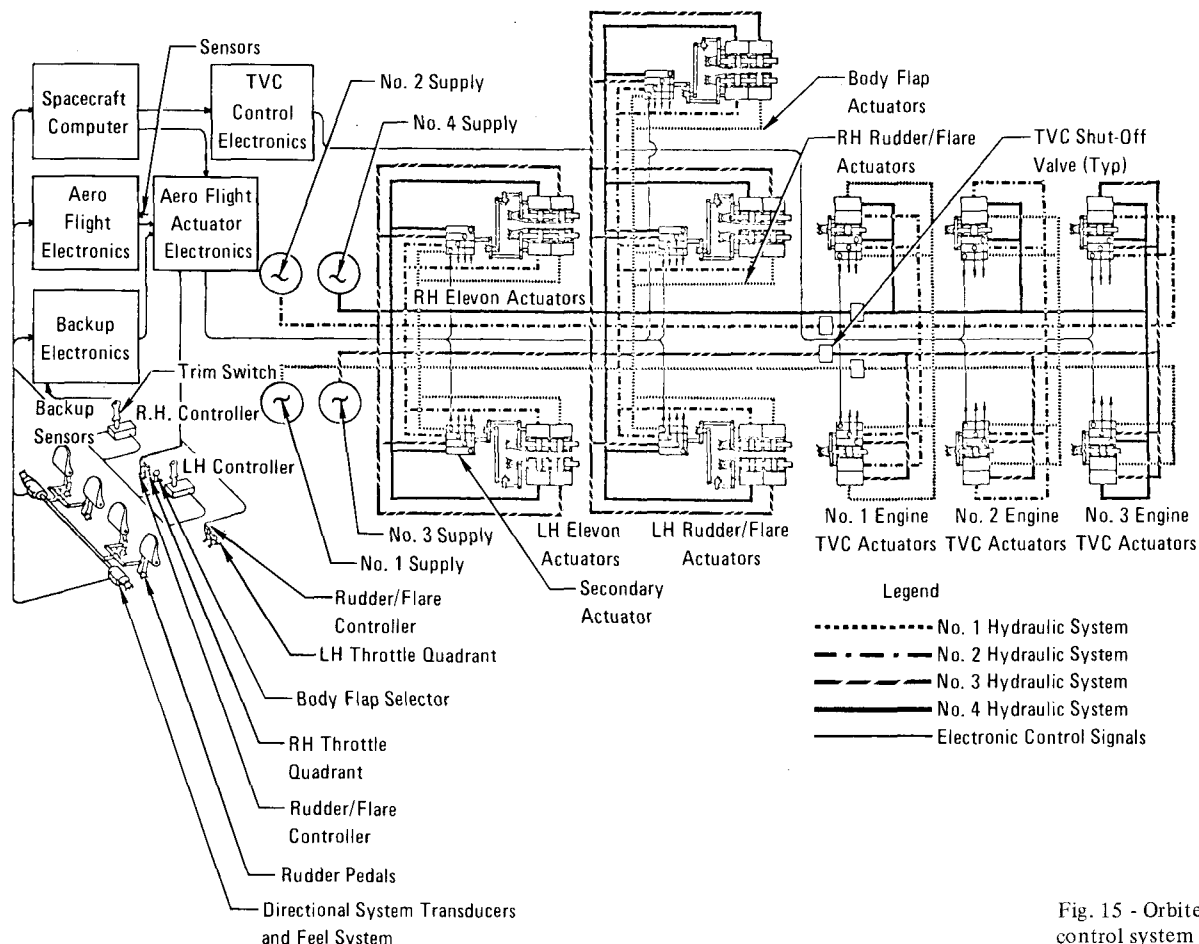 Sensors
Spacecraft
Computer
TVC
Control
Electronics
No. 2 Supply
No. 4 Supply
Body Flap
Actuators
RH Rudder/Flare
Actuators
TVC Shut-Off
Valve (Typ)
Aero
Flight
Electronics
Aero Flight
Actuator
Electronics
RH Elevon Actuators
Backup
Electronics
Trim Switch
Backup
Sensors
R.H. Controller
LH Controller
No. 3 Supply
No. 1 Supply
LH Elevon
Actuators
LH Rudder/Flare
Actuators
No. 1 Engine
TVC Actuators
No. 2 Engine
TVC Actuators
No. 3 Engine
TVC Actuators
Secondary
Actuator
Rudder/Flare
Controller
LH Throttle Quadrant
Body Flap Selector
RH Throttle
Quadrant
Rudder/Flare
Controller
Rudder Pedals
Directional System Transducers
and Feel System
Legend
No. 1 Hydraulic System
No. 2 Hydraulic System
No. 3 Hydraulic System
No. 4 Hydraulic System
Electronic Control Signals
Fig. 15 - Orbite
control system